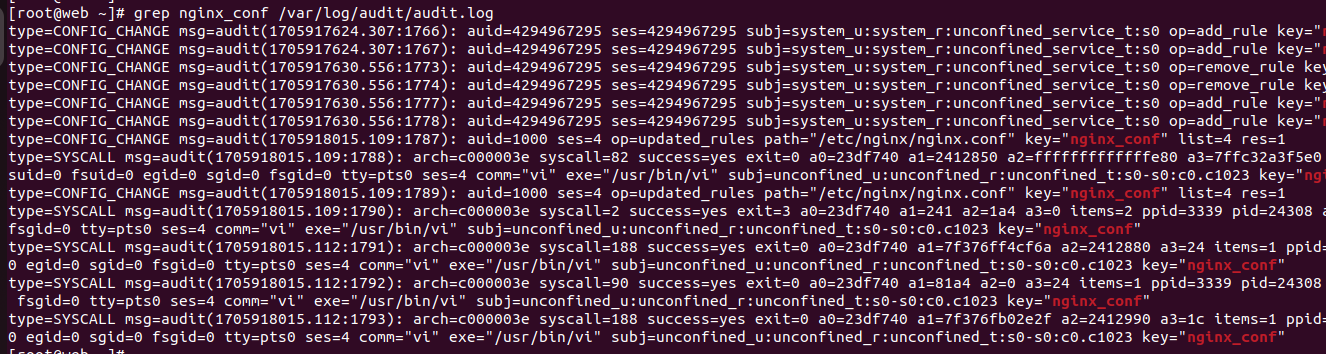 [root@web ~]# grep nginx_conf /var/log/audit/audit.log
type=CONFIG_CHANGE msg=audit(1705917624.307:1766): auid=4294967295 ses=4294967295 subj=system_u:system_r:unconfined_service_t:s0 op=add_rule key="
type=CONFIG_CHANGE msg=audit(1705917624.307:1767): auid=4294967295 ses=4294967295 subj=system_u:system_r:unconfined_service_t:s0 op=add_rule key="
type=CONFIG_CHANGE msg=audit(1705917630.556:1773): auid=4294967295 ses=4294967295 subj=system_u:system_r:unconfined_service_t:s0 op=remove_rule key
type=CONFIG_CHANGE msg=audit(1705917630.556:1774): auid=4294967295 ses=4294967295 subj=system_u:system_r:unconfined_service_t:s0 op=remove_rule key
type=CONFIG_CHANGE msg=audit(1705917630.556:1777): auid=4294967295 ses=4294967295 subj=system_u:system_r:unconfined_service_t:s0 op=add_rule key="
type=CONFIG_CHANGE msg=audit(1705917630.556:1778): auid=4294967295 ses=4294967295 subj=system_u:system_r:unconfined_service_t:s0 op=add_rule key="
type=CONFIG_CHANGE msg=audit(1705918015.109:1787): auid=1000 ses=4 op=updated_rules path="/etc/nginx/nginx.conf" key="nginx_conf" list=4 res=1
type=SYSCALL msg=audit(1705918015.109:1788): arch=c000003e syscall=82 success=yes exit=0 a0=23df740 a1=2412850 a2=fffffffffffffe80 a3=7ffc32a3f5e0
suid=0 fsuid=0 egid=0 sgid=0 fsgid=0 tty=pts0 ses=4 comm="vi" exe="/usr/bin/vi" subj=unconfined_u:unconfined_r:unconfined_t:s0-s0:c0.c1023 key="ng
type=CONFIG_CHANGE msg=audit(1705918015.109:1789): auid=1000 ses=4 op=updated_rules path="/etc/nginx/nginx.conf" key="nginx_conf" list=4 res=1
type=SYSCALL msg=audit(1705918015.109:1790): arch=c000003e syscall=2 success=yes exit=3 a0=23df740 a1=241 a2=1a4 a3=0 items=2 ppid=3339 pid=24308 a
fsgid=0 tty=pts0 ses=4 comm="vi" exe="/usr/bin/vi" subj=unconfined_u:unconfined_r:unconfined_t:s0-s0:c0.c1023 key="nginx_conf"
type=SYSCALL msg=audit(1705918015.112:1791): arch=c000003e syscall=188 success=yes exit=0 a0=23df740 a1=7f376ff4cf6a a2=2412880 a3=24 items=1 ppid=
0 egid=0 sgid=0 fsgid=0 tty=pts0 ses=4 comm="vi" exe="/usr/bin/vi" subj=unconfined_u:unconfined_r:unconfined_t:s0-s0:c0.c1023 key="nginx_conf"
type=SYSCALL msg=audit(1705918015.112:1792): arch=c000003e syscall=90 success=yes exit=0 a0=23df740 a1=81a4 a2=0 a3=24 items=1 ppid=3339 pid=24308
fsgid=0 tty=pts0 ses=4 comm="vi" exe="/usr/bin/vi" subj=unconfined_u:unconfined_r:unconfined_t:s0-s0:c0.c1023 key="nginx_conf"
type=SYSCALL msg=audit(1705918015.112:1793): arch=c000003e syscall=188 success=yes exit=0 a0=23df740 a1=7f376fb02e2f a2=2412990 a3=1c items=1 ppid=
0 egid=0 sgid=0 fsgid=0 tty=pts0 ses=4 comm="vi" exe="/usr/bin/vi" subj=unconfined_u:unconfined_r:unconfined_t:s0-s0:c0.c1023 key="nginx_conf"
[root@web ~]#